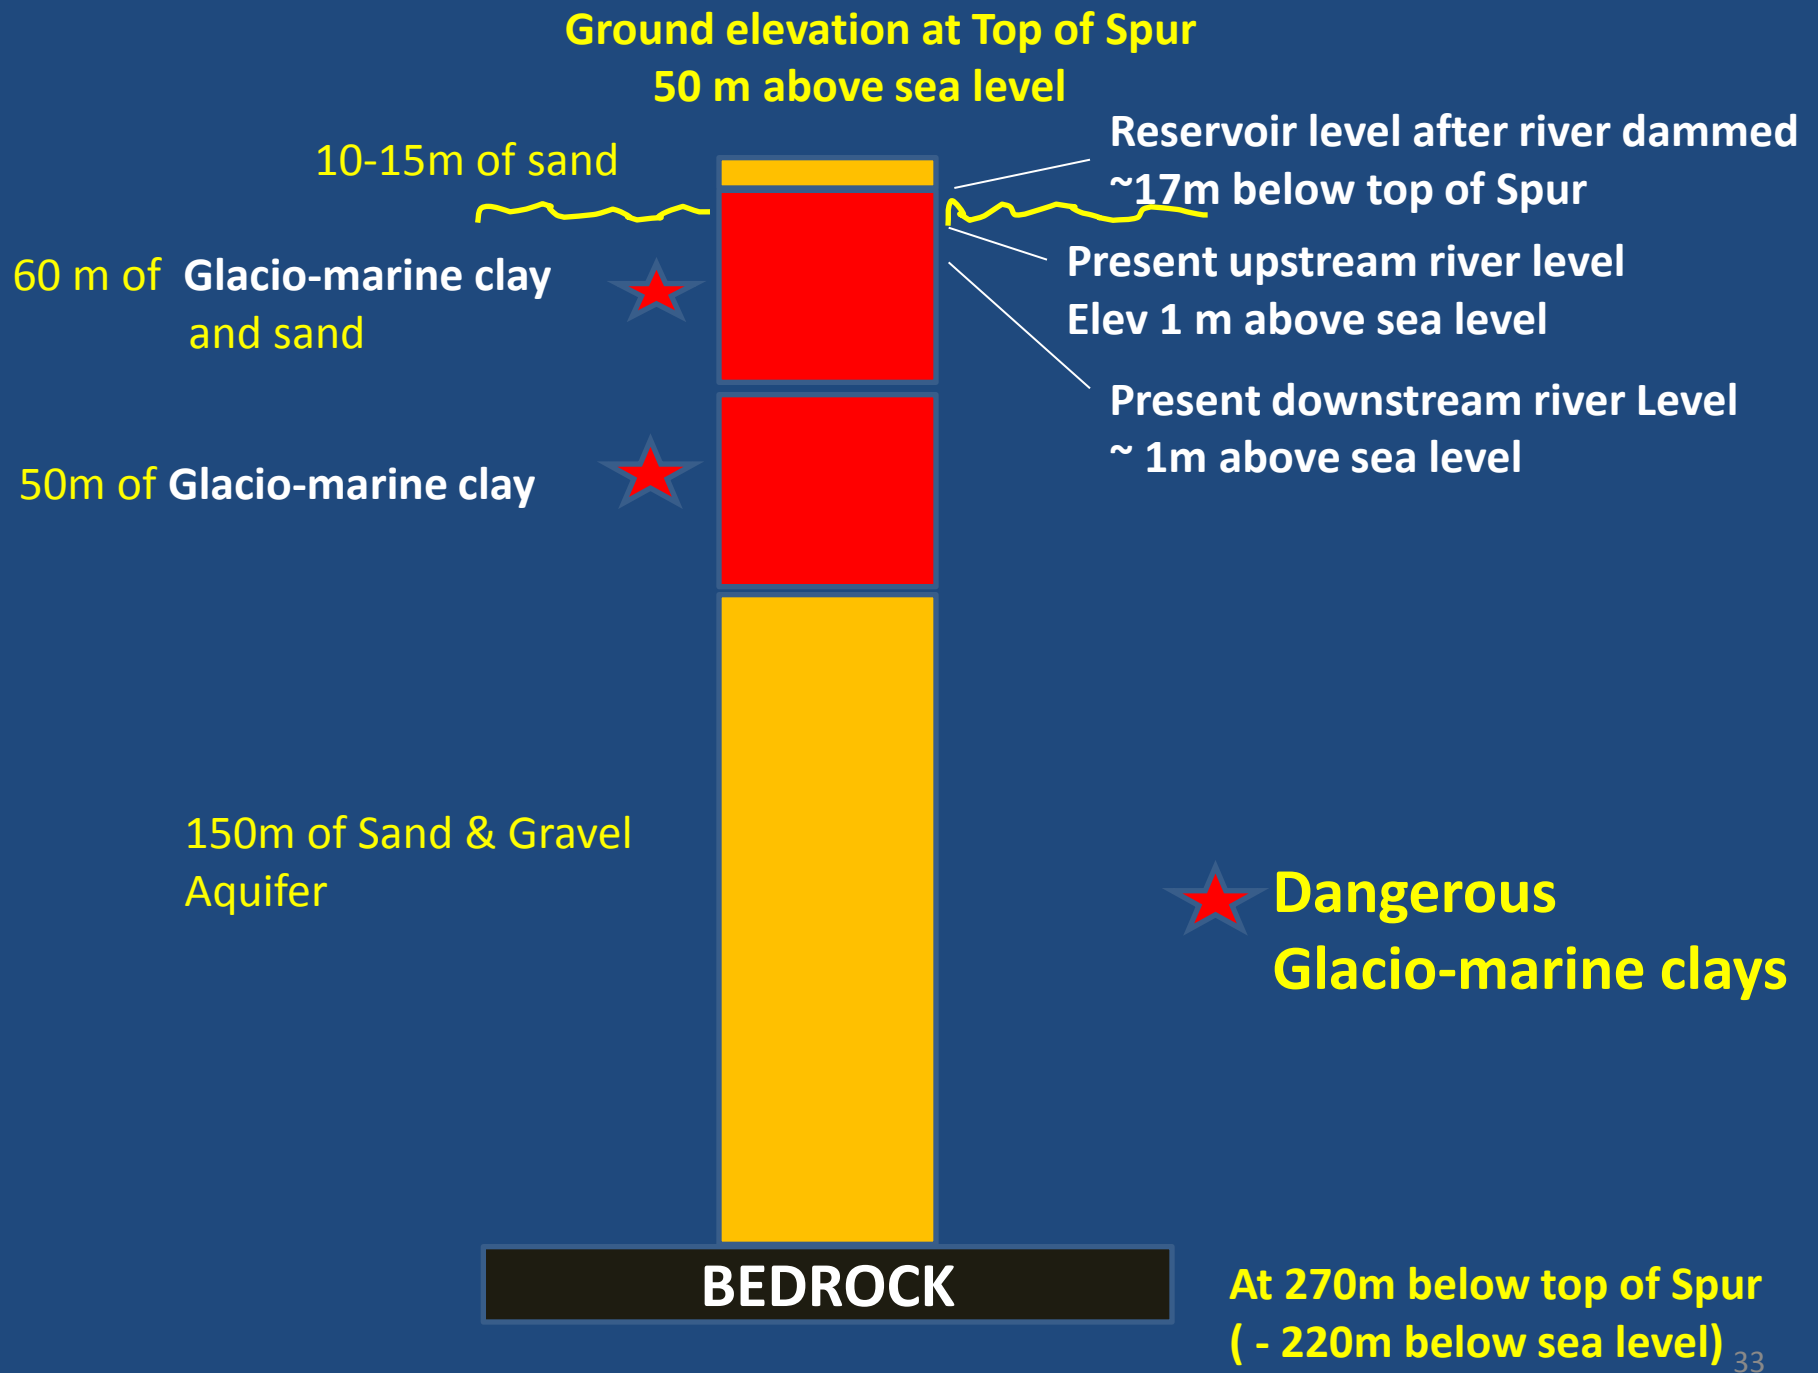 Ground elevation at Top of Spur
50 m above sea level
10-15m of sand
Reservoir level after river dammed
~17m below top of Spur
60 m of Glacio-marine clay
and sand
Present upstream river level
Elev 1 m above sea level
Present downstream river Level
~ 1m above sea level
50m of Glacio-marine clay
150m of Sand & Gravel
Aquifer
Dangerous
Glacio-marine clays
BEDROCK
At 270m below top of Spur
( - 220m below sea level)
33